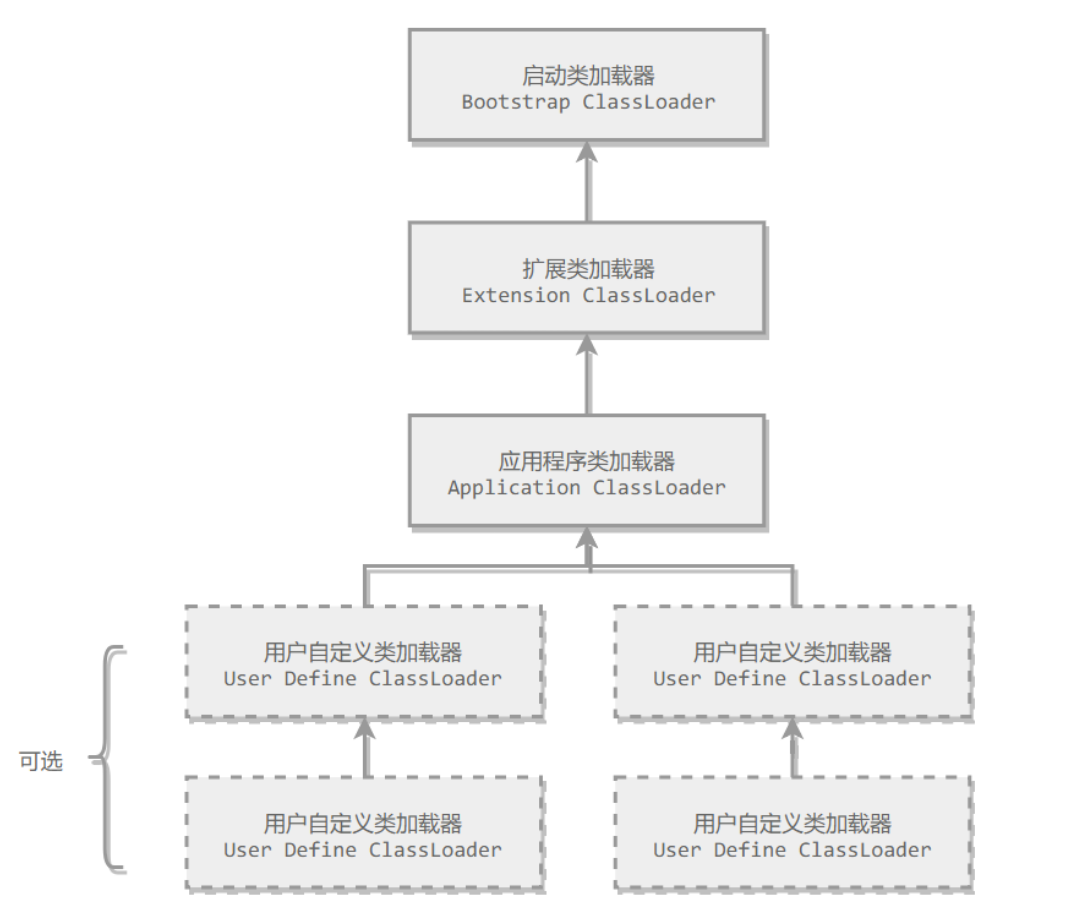 启动类加载器
Bootstrap ClassLoader
扩展类加载器
Extension ClassLoader
应用程序类加载器
Application ClassLoader
用户自定义类加载器
User Define ClassLoader
用户自定义类加载器
User Define ClassLoader
可选
用户自定义类加载器
User Define ClassLoader
用户自定义类加载器
User Define ClassLoader